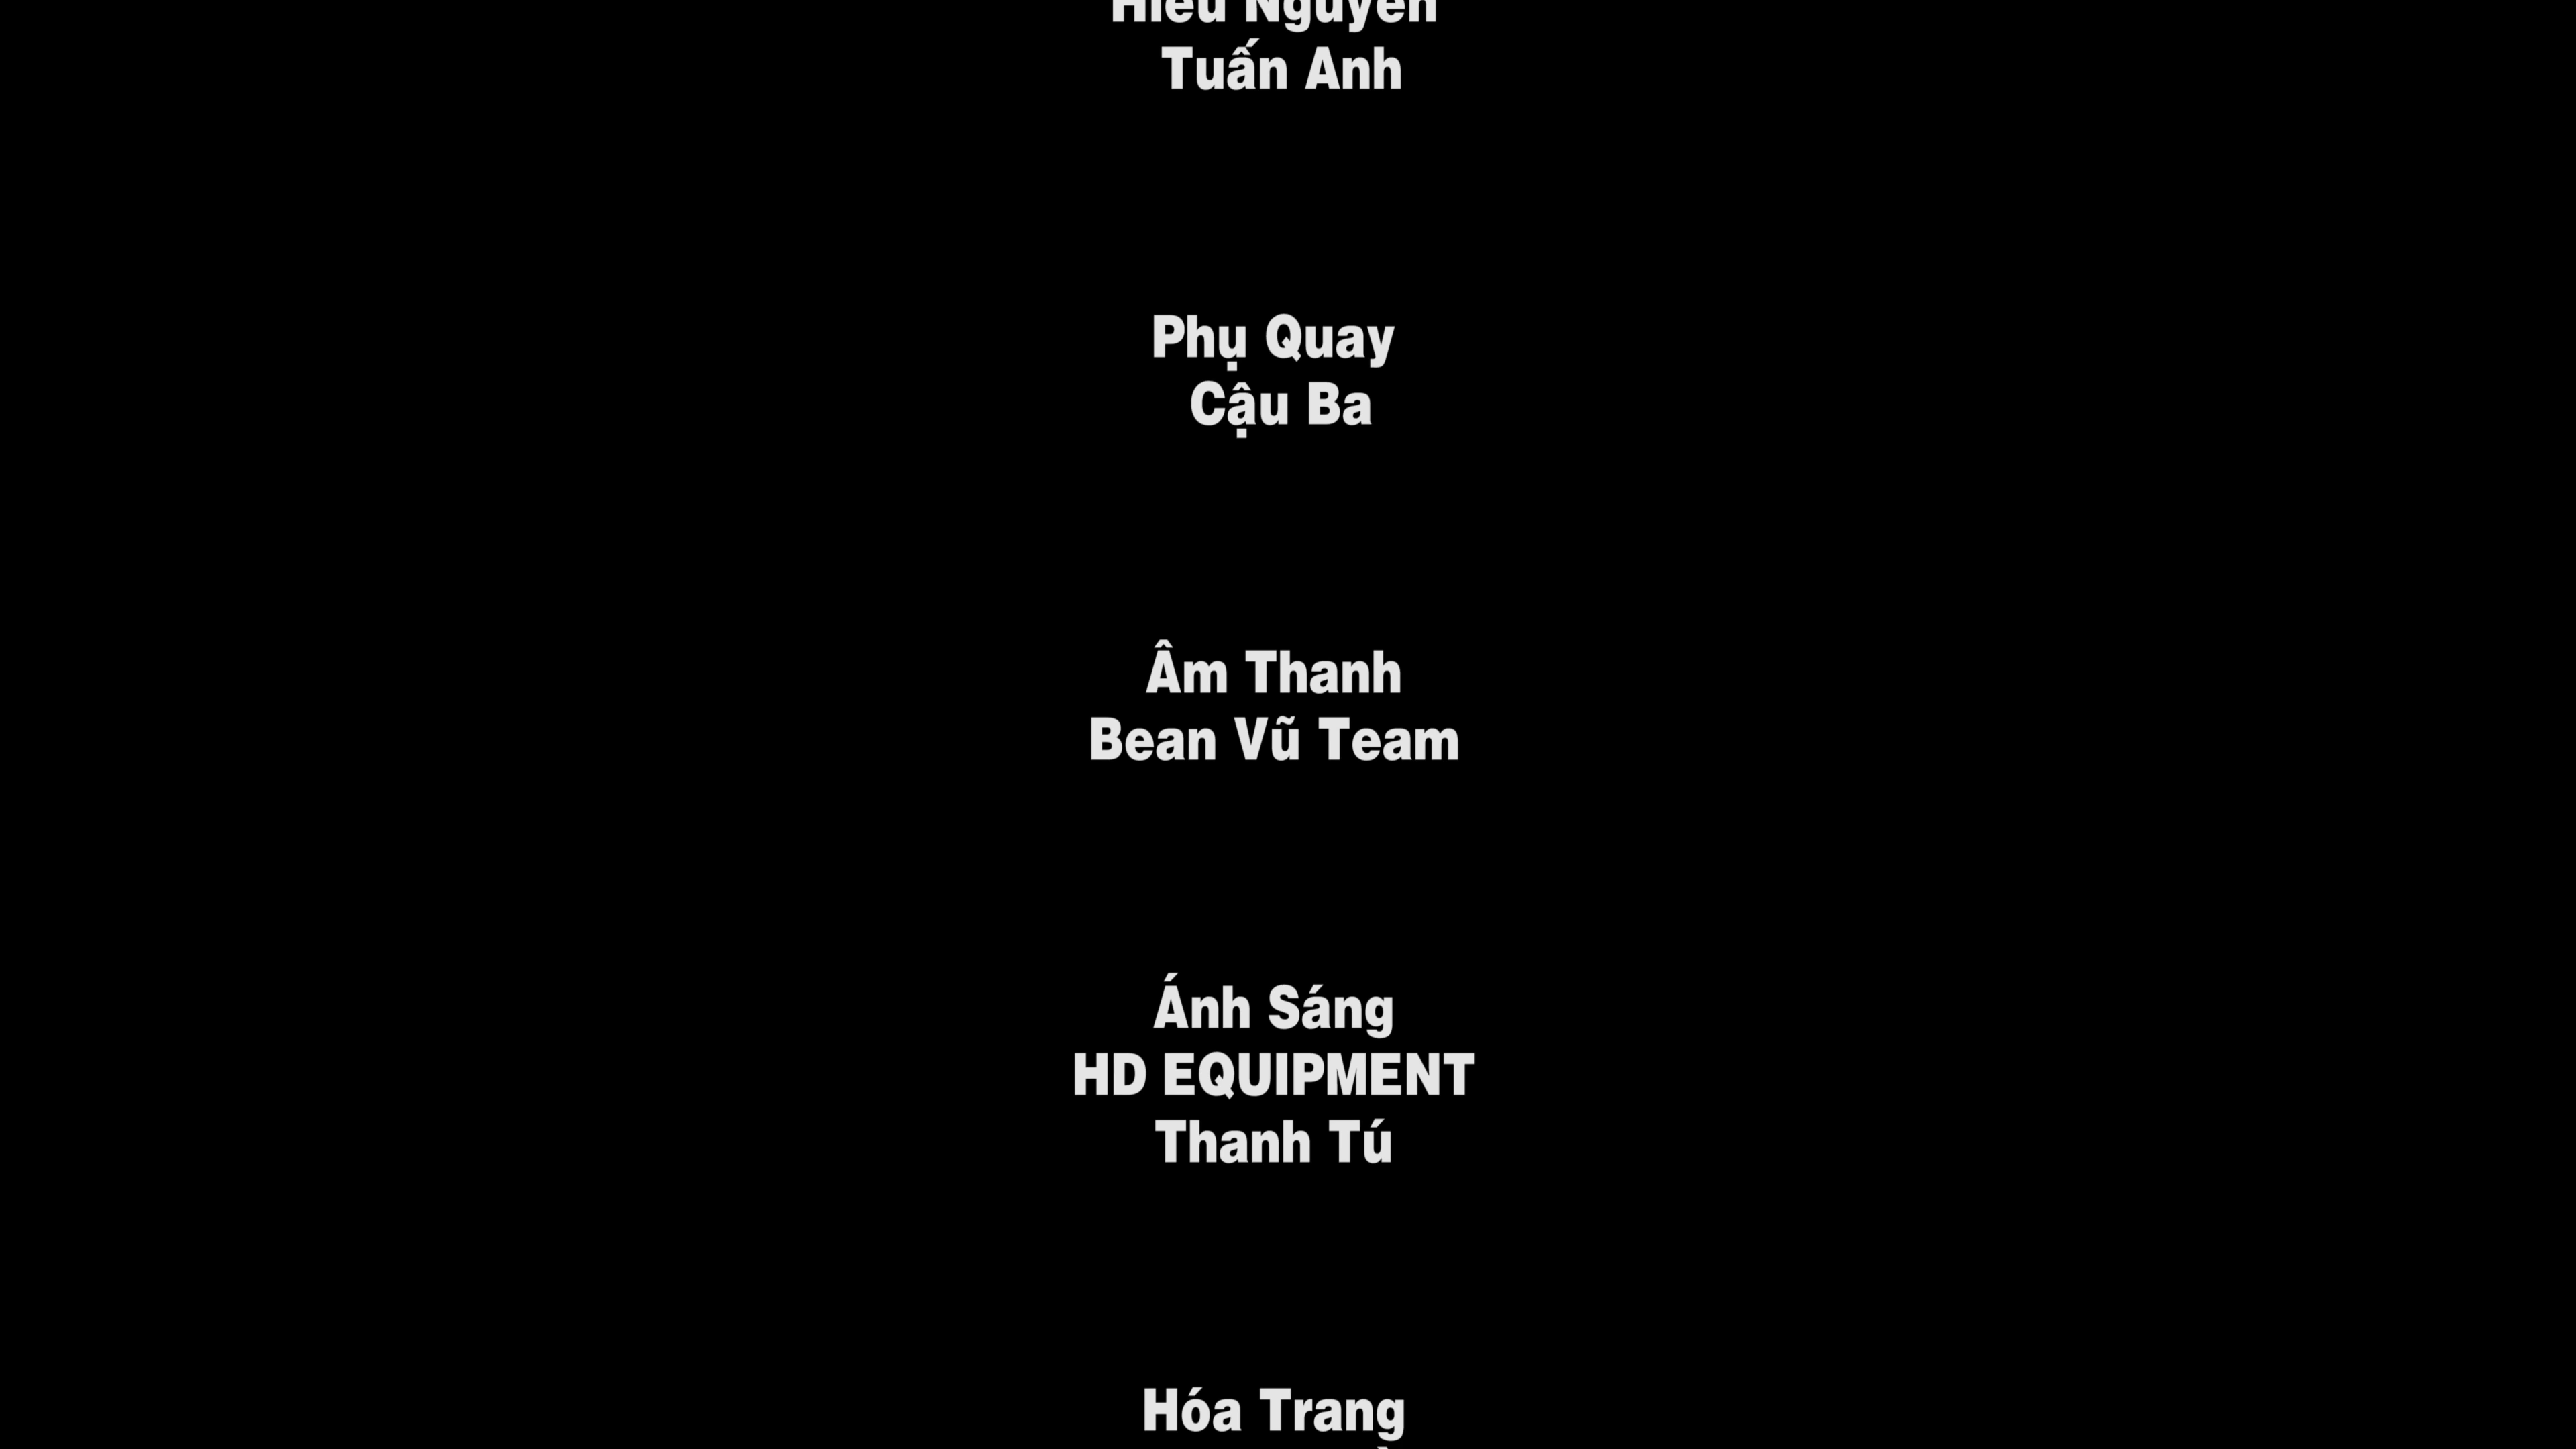 Nguyen
Tuấn Anh
Phụ Quay
Cậu Ba
Âm Thanh
Bean Vũ Team
Ánh Sáng
HD EQUIPMENT
Thanh Tú
Hóa Trang